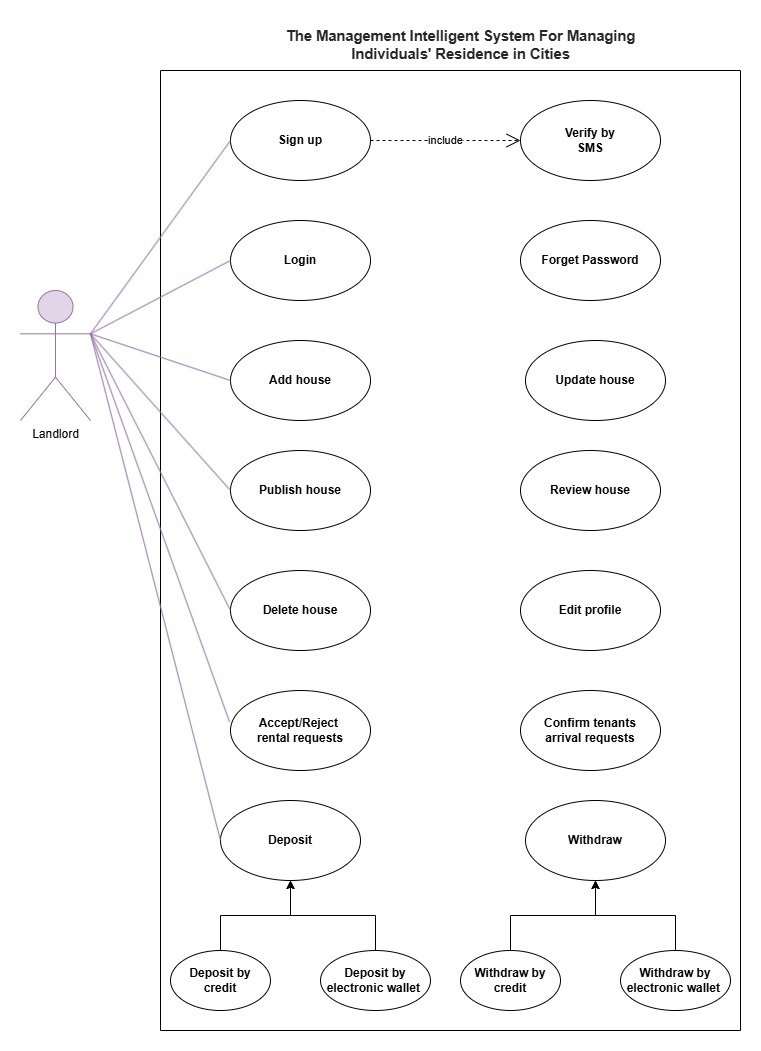 The Management Intelligent System For Managing
Individuals' Residence in Cities
Sign up
include
Verify by
SMS
Login
Forget Password
Landlord
Add house
Update house
Publish house
Review house
Delete house
Edit profile
Accept/Reject
rental requests
Confirm tenants
arrival requests
Deposit
Withdraw
Deposit by
credit
Deposit by
electronic wallet
Withdraw by
credit
Withdraw by
electronic wallet